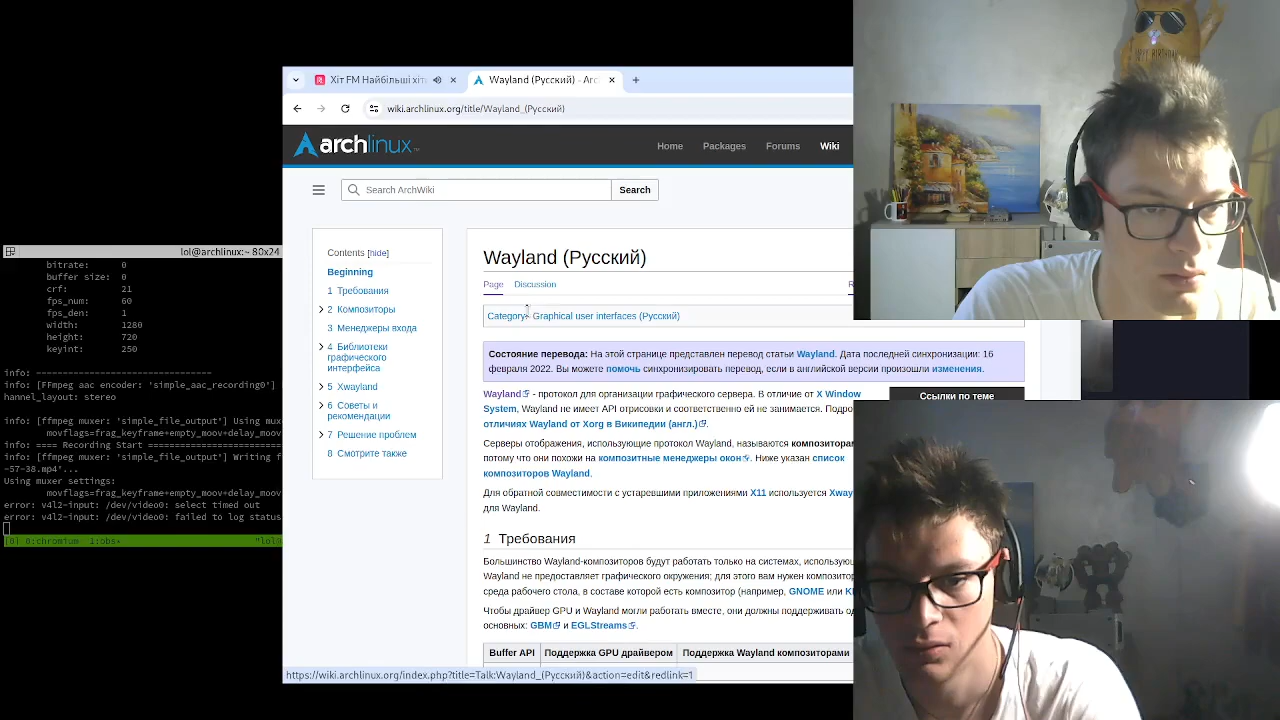 Хіт FM Найбільші хіт
Wayland (Русский) - Arc
wiki.archlinux.org/title/Wayland_(Русский)
archlinux
Home
Packages
Forums
Wiki
Search ArchWiki
Search
lol@archlinux:~ 80x24
bitrate: 0
buffer size: 0
crf: 21
fps_num: 60
fps_den: 1
width: 1280
height: 720
keyint: 250
info: ---------------------------------
info: [FFmpeg aac encoder: 'simple_aac_recording0']
hannel_layout: stereo
info: [ffmpeg muxer: 'simple_file_output'] Using mux
movflags=frag_keyframe+empty_moov+delay_moov
info: ==== Recording Start ========================
info: [ffmpeg muxer: 'simple_file_output'] Writing f
-57-38.mp4'...
Using muxer settings:
movflags=frag_keyframe+empty_moov+delay_moov
error: v4l2-input: /dev/video0: select timed out
error: v4l2-input: /dev/video0: failed to log status
[0] 0:chromium 1:obs* "lol@
Contents [hide]
Beginning
1 Требования
2 Композиторы
3 Менеджеры входа
4 Библиотеки
графического
интерфейса
5 Xwayland
6 Советы и
рекомендации
7 Решение проблем
8 Смотрите также
Wayland (Русский)
Page
Discussion
R
Category: Graphical user interfaces (Русский)
Состояние перевода: На этой странице представлен перевод статьи Wayland. Дата последней синхронизации: 16
февраля 2022. Вы можете помочь синхронизировать перевод, если в английской версии произошли изменения.
Wayland - протокол для организации графического сервера. В отличие от X Window
System, Wayland не имеет API отрисовки и соответственно ей не занимается. Подро
отличиях Wayland от Xorg в Википедии (англ.).
Ссылки по теме
Серверы отображения, использующие протокол Wayland, называются композиторам
потому что они похожи на композитные менеджеры окон. Ниже указан список
композиторов Wayland.
Для обратной совместимости с устаревшими приложениями X11 используется Xway
для Wayland.
1 Требования
Большинство Wayland-композиторов будут работать только на системах, использую
Wayland не предоставляет графического окружения; для этого вам нужен композитор
среда рабочего стола, в составе которой есть композитор (например, GNOME или K
Чтобы драйвер GPU и Wayland могли работать вместе, они должны поддерживать од
основных: GBM и EGLStreams.
Buffer API
Поддержка GPU драйвером
Поддержка Wayland композиторами
https://wiki.archlinux.org/index.php?title=Talk:Wayland_(Русский)&action=edit&redlink=1